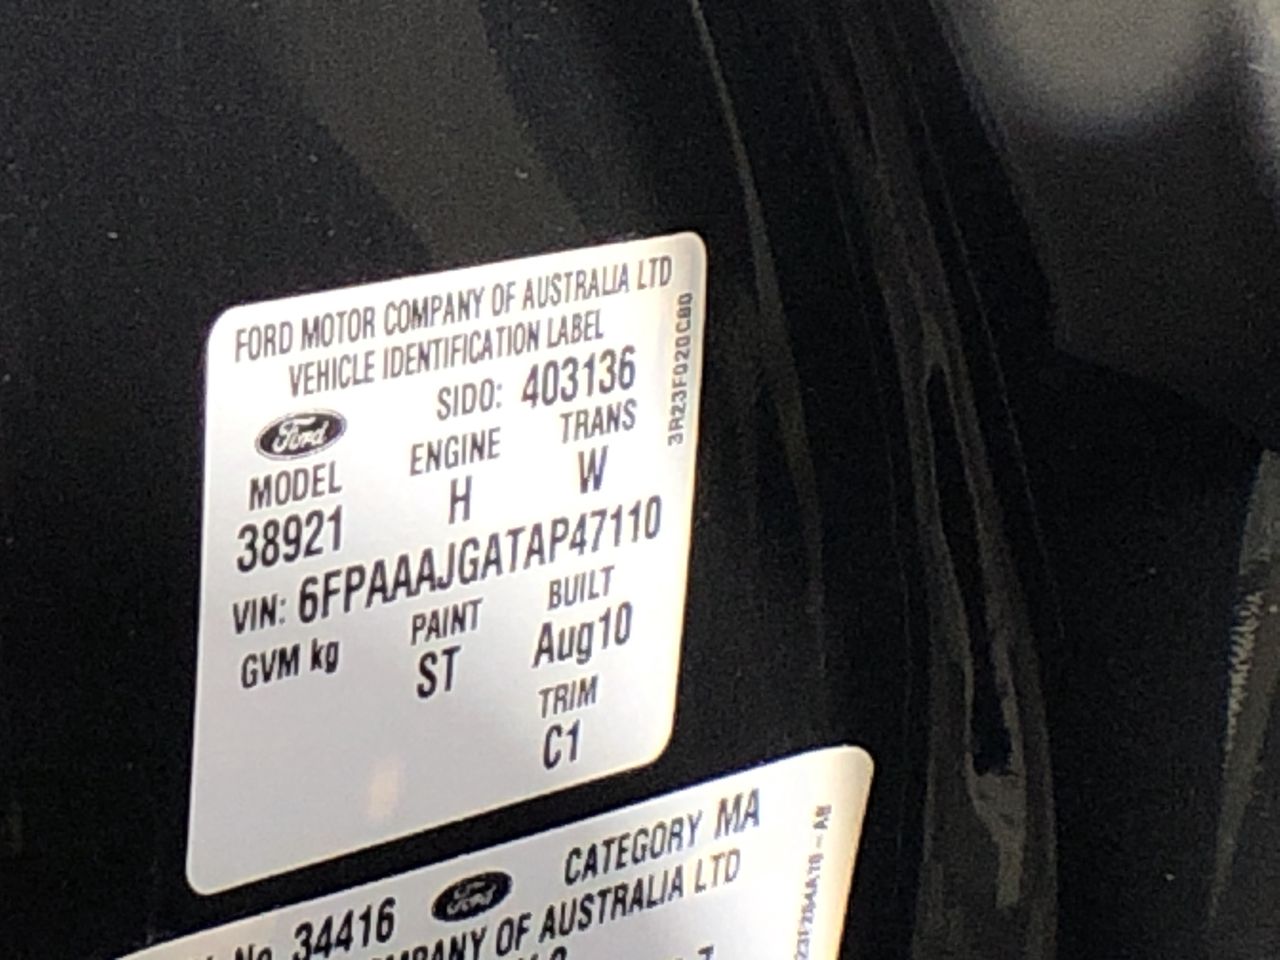 FORD MOTOR COMPANY OF AUSTRALIA LTD
VEHICLE IDENTIFICATION LABEL
SIDO: 403136
Ford
MODEL ENGINE TRANS
38921 H W
VIN: 6FPAAAJGATAP47110
GVM kg PAINT BUILT
ST Aug10
TRIM
C1
3R23F020C80
CATEGORY MA
No 34416 Ford
COMPANY OF AUSTRALIA LTD